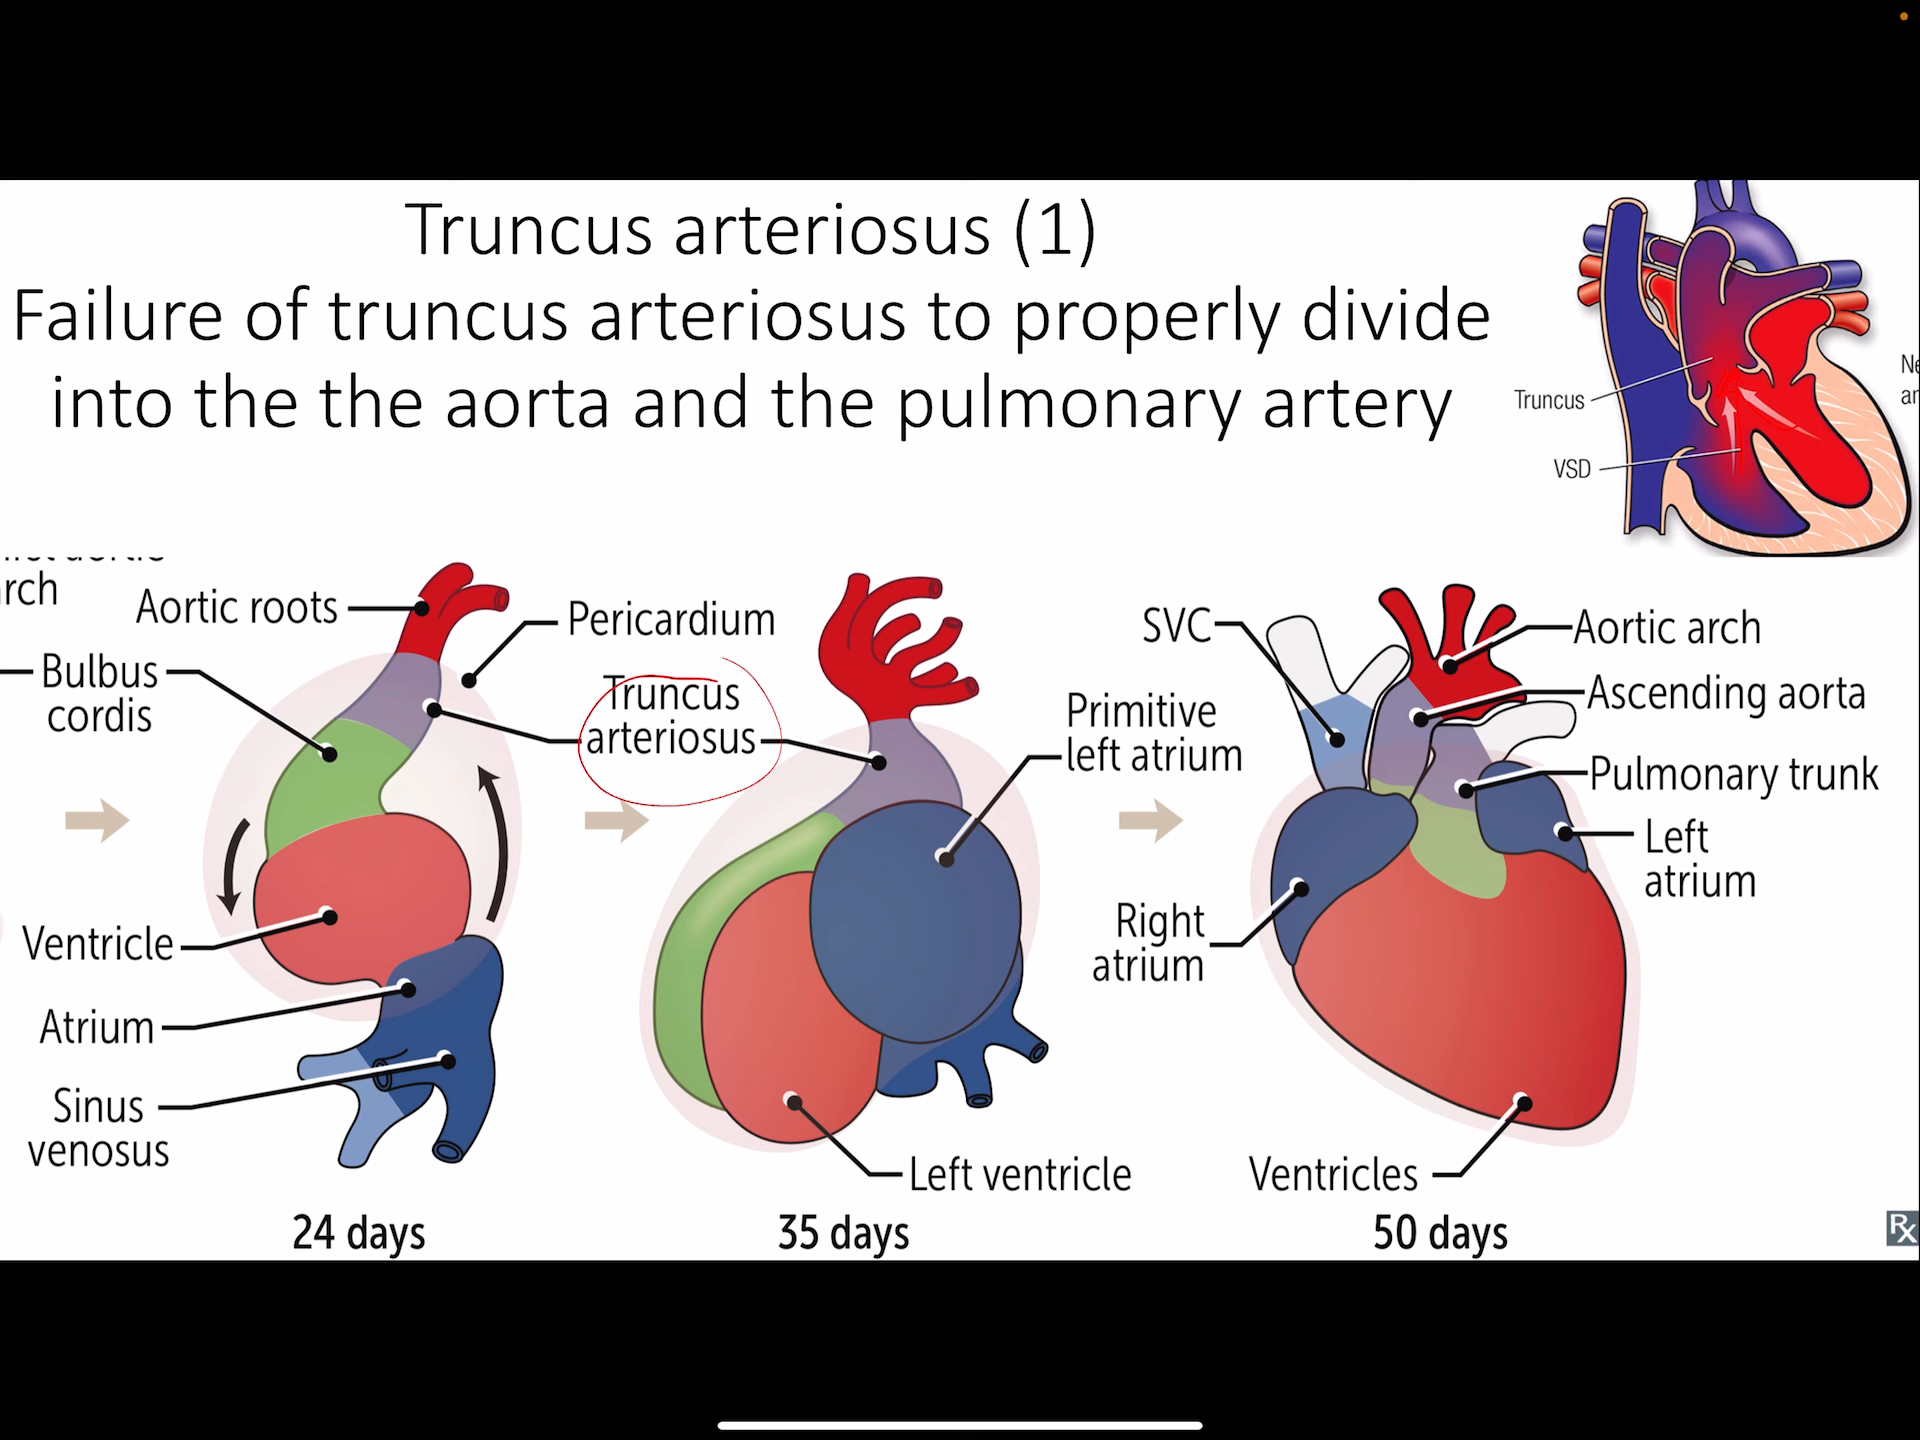 Truncus arteriosus (1)
Failure of truncus arteriosus to properly divide
into the the aorta and the pulmonary artery
Truncus
VSD
Aortic roots
Bulbus
cordis
Pericardium
Truncus
arteriosus
Ventricle
Atrium
Sinus
venosus
24 days
Primitive
left atrium
Left ventricle
35 days
SVC
Aortic arch
Ascending aorta
Pulmonary trunk
Left
atrium
Right
atrium
Ventricles
50 days
Rx